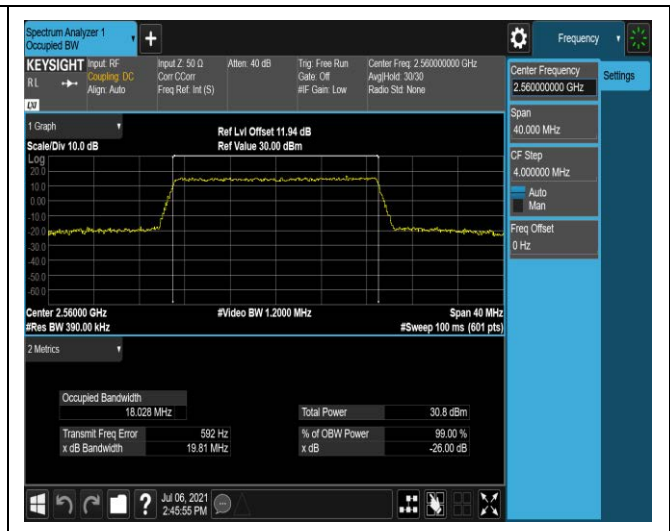 Spectrum Analyzer 1
Occupied BW
+
Frequency
KEYSIGHT
RL
LXI
Input: RF
Coupling: DC
Align: Auto
Input Z: 50 Ω
Corr CCorr
Freq Ref: Int (S)
Atten: 40 dB
Trig: Free Run
Gate: Off
#IF Gain: Low
Center Freq: 2.560000000 GHz
Avg|Hold: 30/30
Radio Std: None
Center Frequency
2.560000000 GHz
Settings
Span
40.000 MHz
CF Step
4.000000 MHz
Auto
Man
Freq Offset
0 Hz
1 Graph
Scale/Div 10.0 dB
Ref Lvl Offset 11.94 dB
Ref Value 30.00 dBm
Log
20.0
10.0
0.00
-10.0
-20.0
-30.0
-40.0
-50.0
-60.0
Center 2.56000 GHz
#Res BW 390.00 kHz
#Video BW 1.2000 MHz
Span 40 MHz
#Sweep 100 ms (601 pts)
2 Metrics
Occupied Bandwidth
18.028 MHz
Total Power 30.8 dBm
Transmit Freq Error 592 Hz
% of OBW Power 99.00 %
x dB Bandwidth 19.81 MHz
x dB -26.00 dB
?
Jul 06, 2021
2:45:55 PM